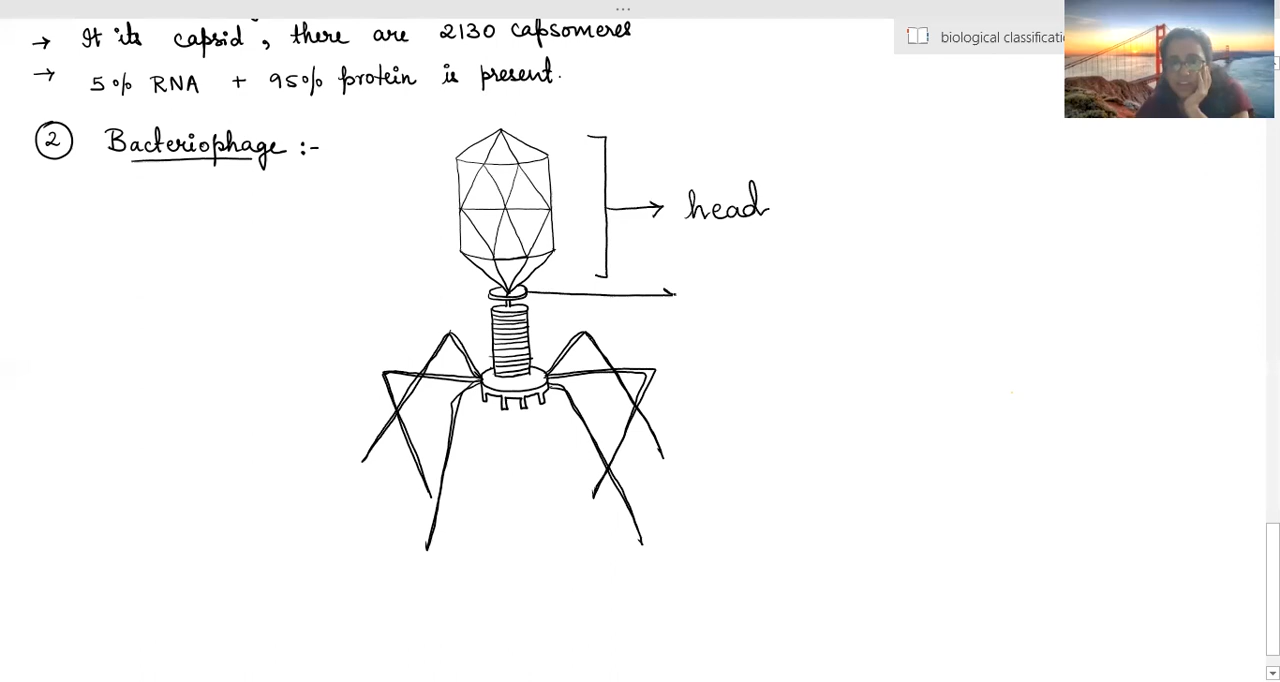 → It its capsid, there are 2130 capsomeres
→ 5% RNA + 95% protein is present.
② Bacteriophage :-
head
biological classificati